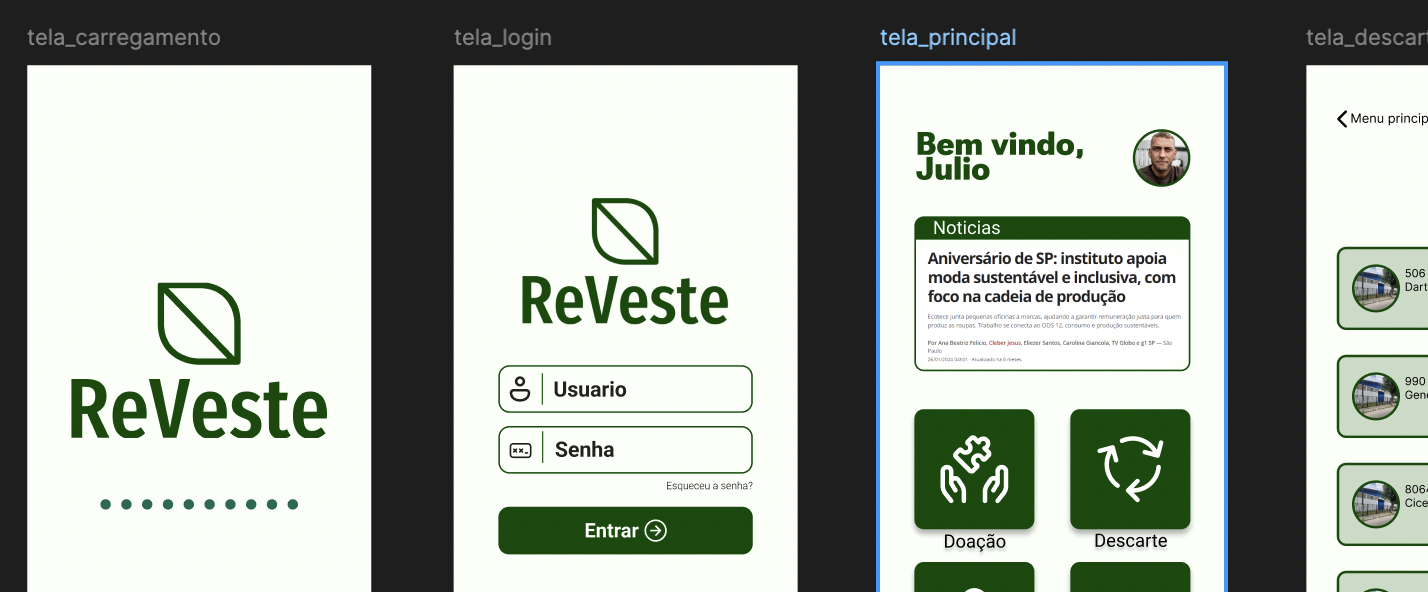 tela_carregamento
ReVeste
tela_login
ReVeste
Usuario
Senha
Esqueceu a senha?
Entrar
tela_principal
Bem vindo,
Julio
Noticias
Aniversário de SP: instituto apoia
moda sustentável e inclusiva, com
foco na cadeia de produção
Ecotece junta pequenas oficinas a marcas, ajudando a garantir remuneração justa para quem
produz as roupas. Trabalho se conecta ao ODS 12, consumo e produção sustentáveis.
Por Ana Beatriz Felicio, Cleber Jesus, Eliezer Santos, Carolina Giancola, TV Globo e g1 SP — São
Paulo
26/01/2024 04h01 · Atualizado há 6 meses
Doação
Descarte
tela_descart
Menu princip
506
Dart
990
Gene
8064
Cice